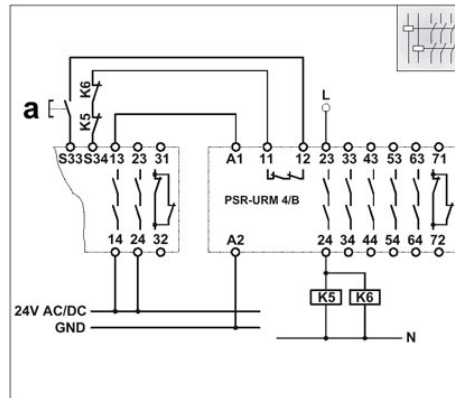 a
K6
K5
L
S33 S34 13 23 31
A1 11 12 23 33 43 53 63 71
PSR-URM 4/B
14 24 32
A2 24 34 44 54 64 72
24V AC/DC
GND
K5 K6
N